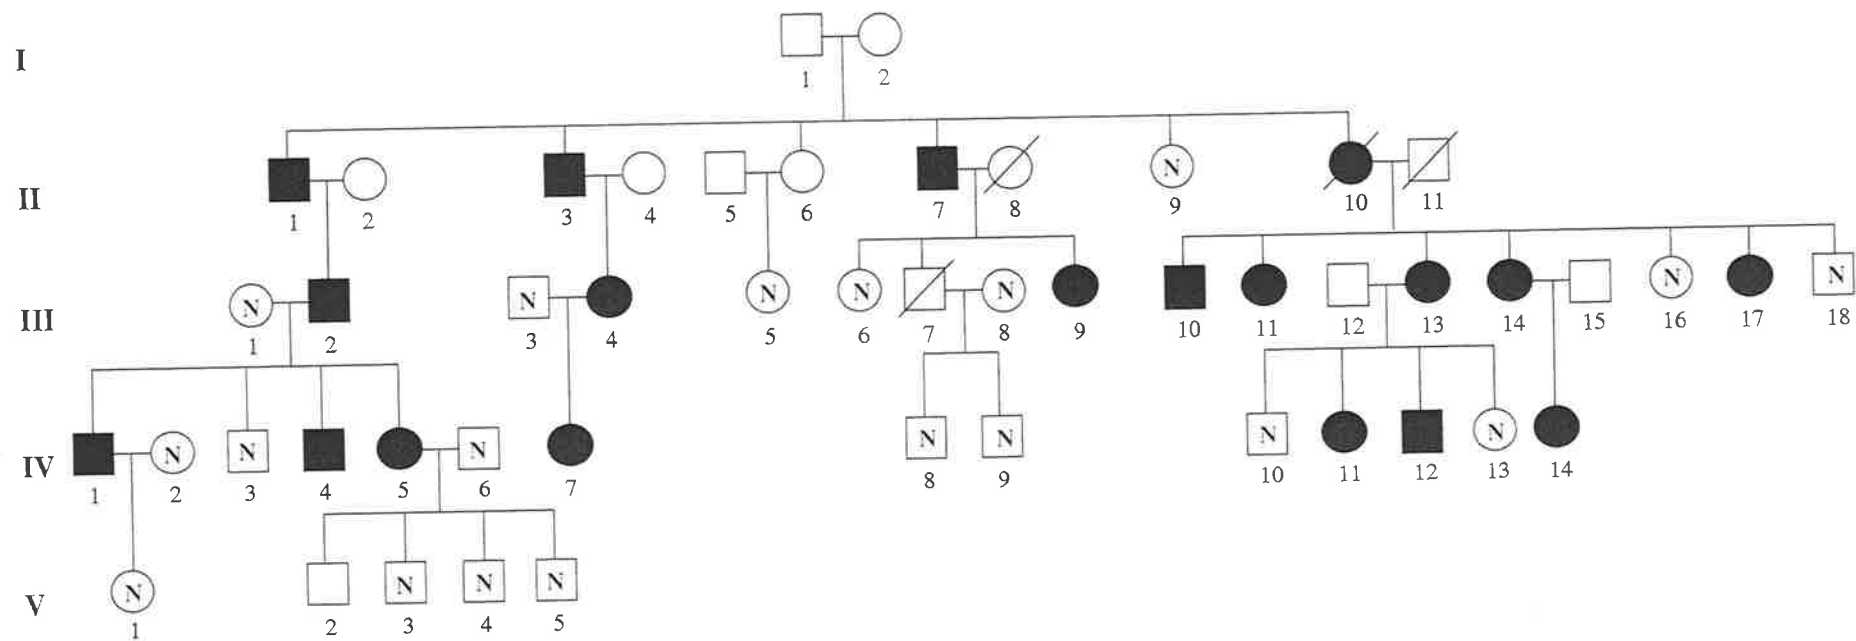 I
1 2
N N
II
1 2 3 4 5 6 7 8 9 10 11
N N N N N N N N
III
1 2 3 4 5 6 7 8 9 10 11 12 13 14 15 16 17 18
N N N N N N N
IV
1 2 3 4 5 6 7 8 9 10 11 12 13 14
N N N N
V
1 2 3 4 5